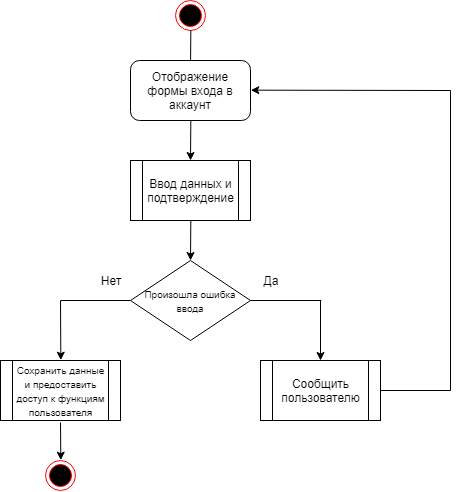 Отображение
формы входа в
аккаунт
Ввод данных и
подтверждение
Нет
Да
Произошла ошибка
ввода
Сохранить данные
и предоставить
доступ к функциям
пользователя
Сообщить
пользователю